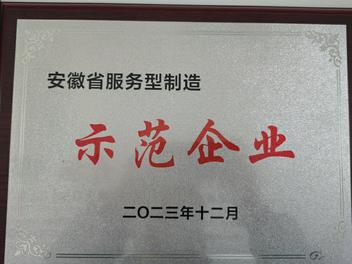 安徽省服务型制造
示范企业
二〇二三年十二月